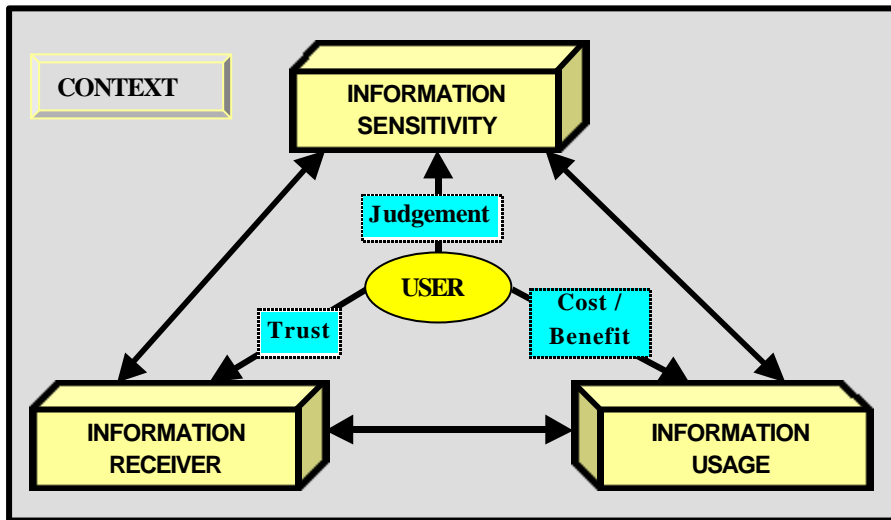 CONTEXT
INFORMATION
SENSITIVITY
Judgement
USER
Trust
Cost /
Benefit
INFORMATION
RECEIVER
INFORMATION
USAGE